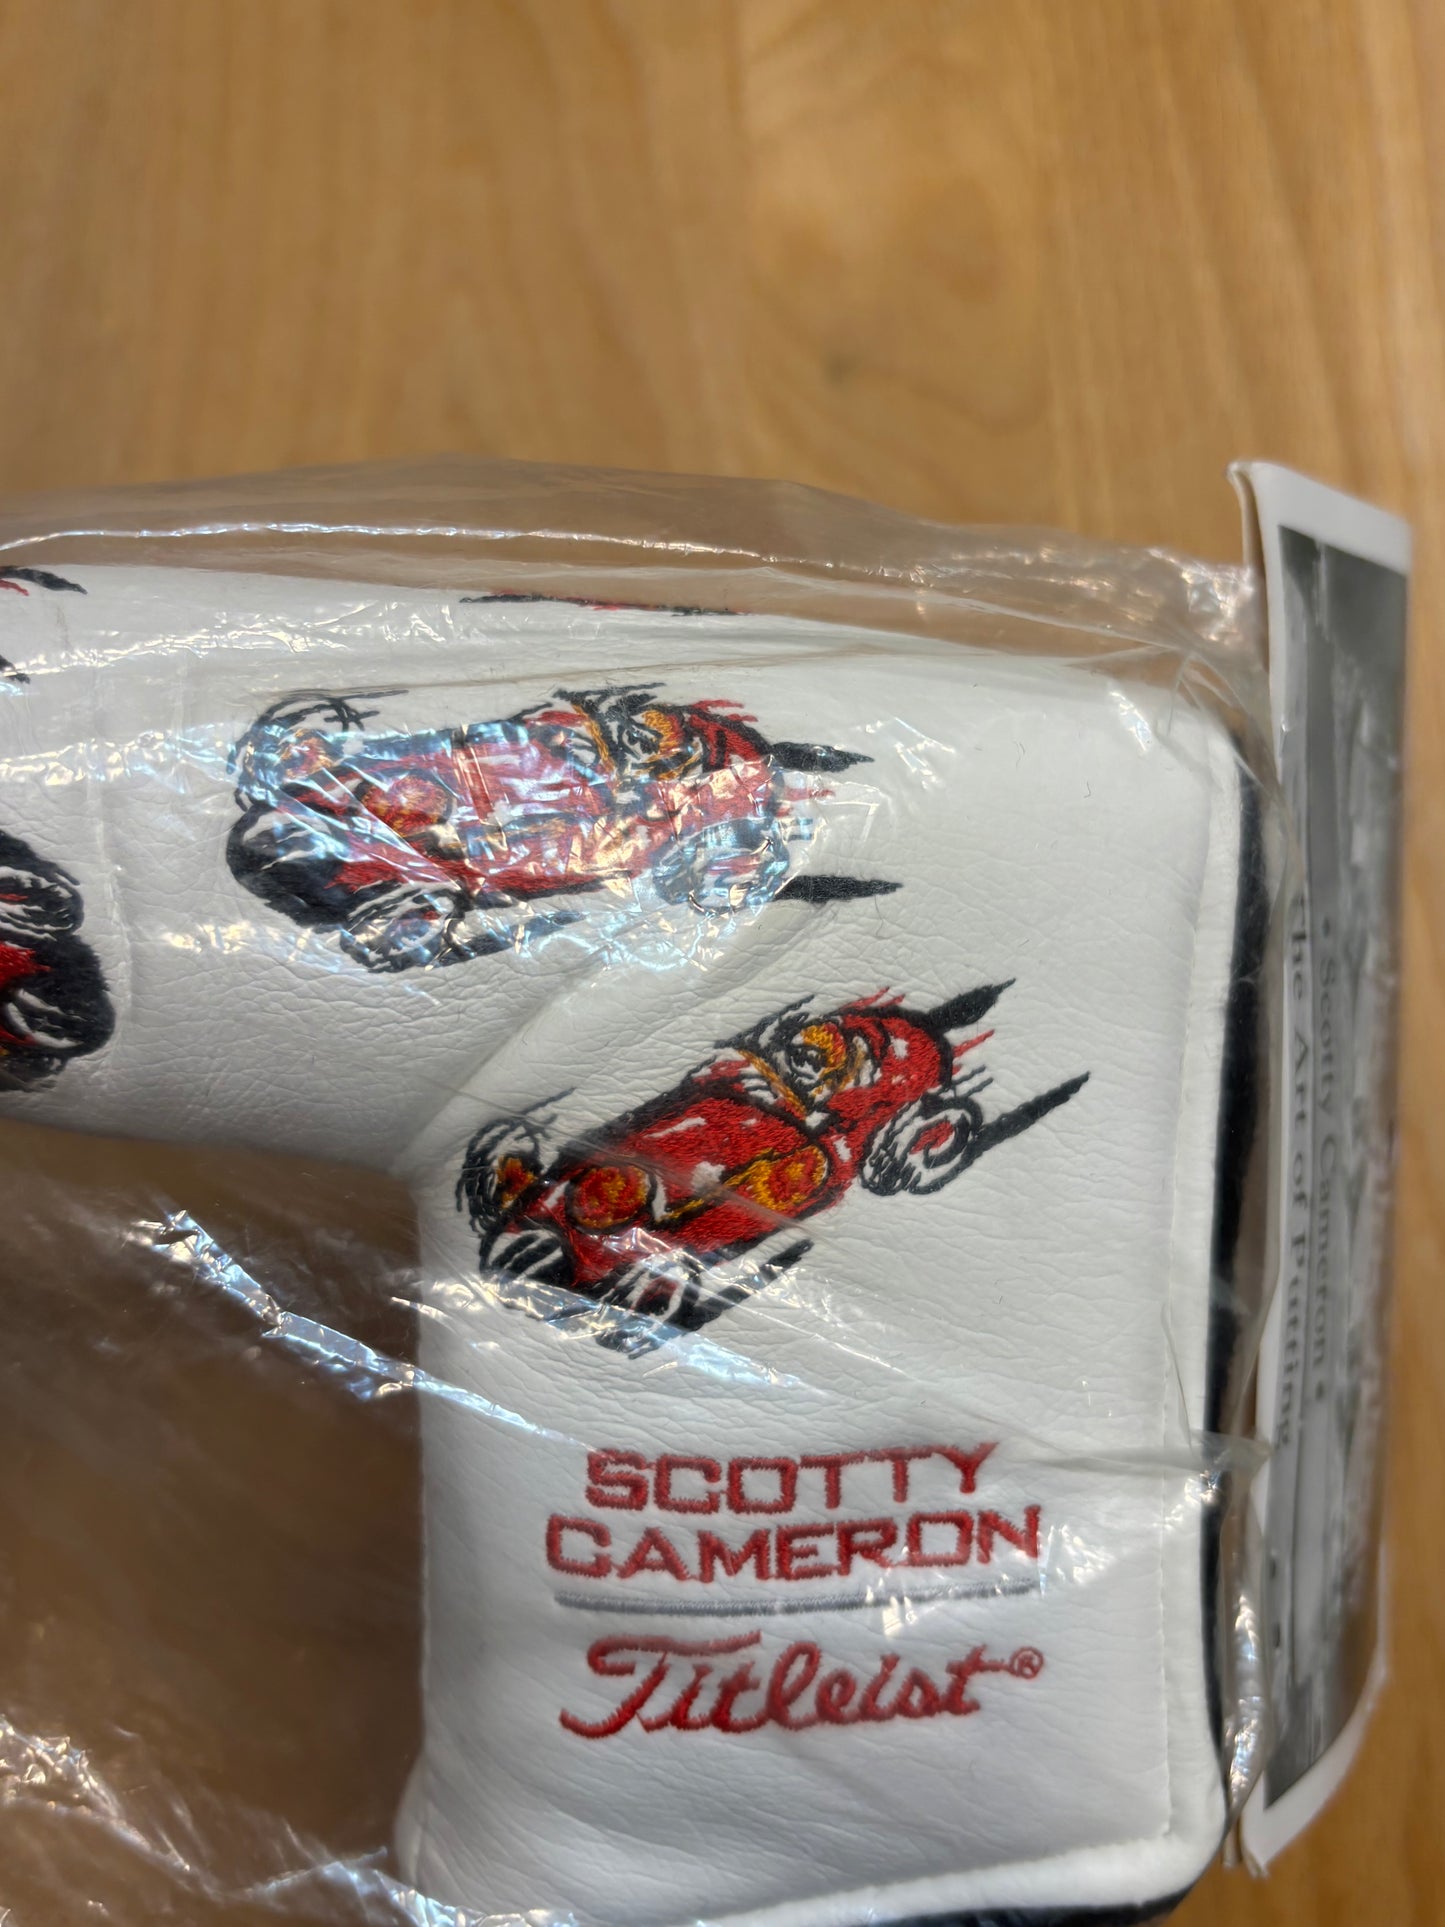 SCOTTY
CAMERON
Titleist®
• Scotty Cameron •
The Art of Putting